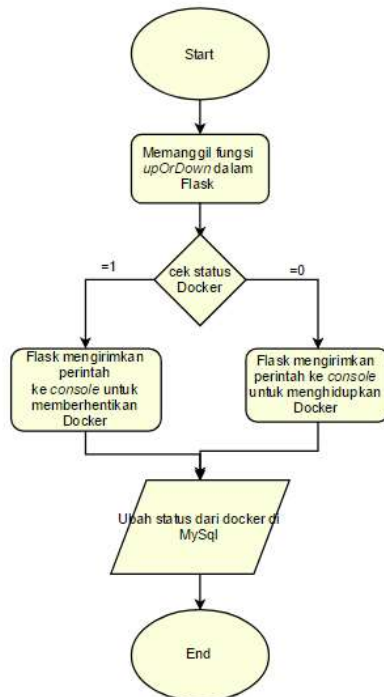 Start
Memanggil fungsi
upOrDown dalam
Flask
cek status
Docker
=1
=0
Flask mengirimkan
perintah
ke console untuk
memberhentikan
Docker
Flask mengirimkan
perintah ke console
untuk menghidupkan
Docker
Ubah status dari docker di
MySql
End